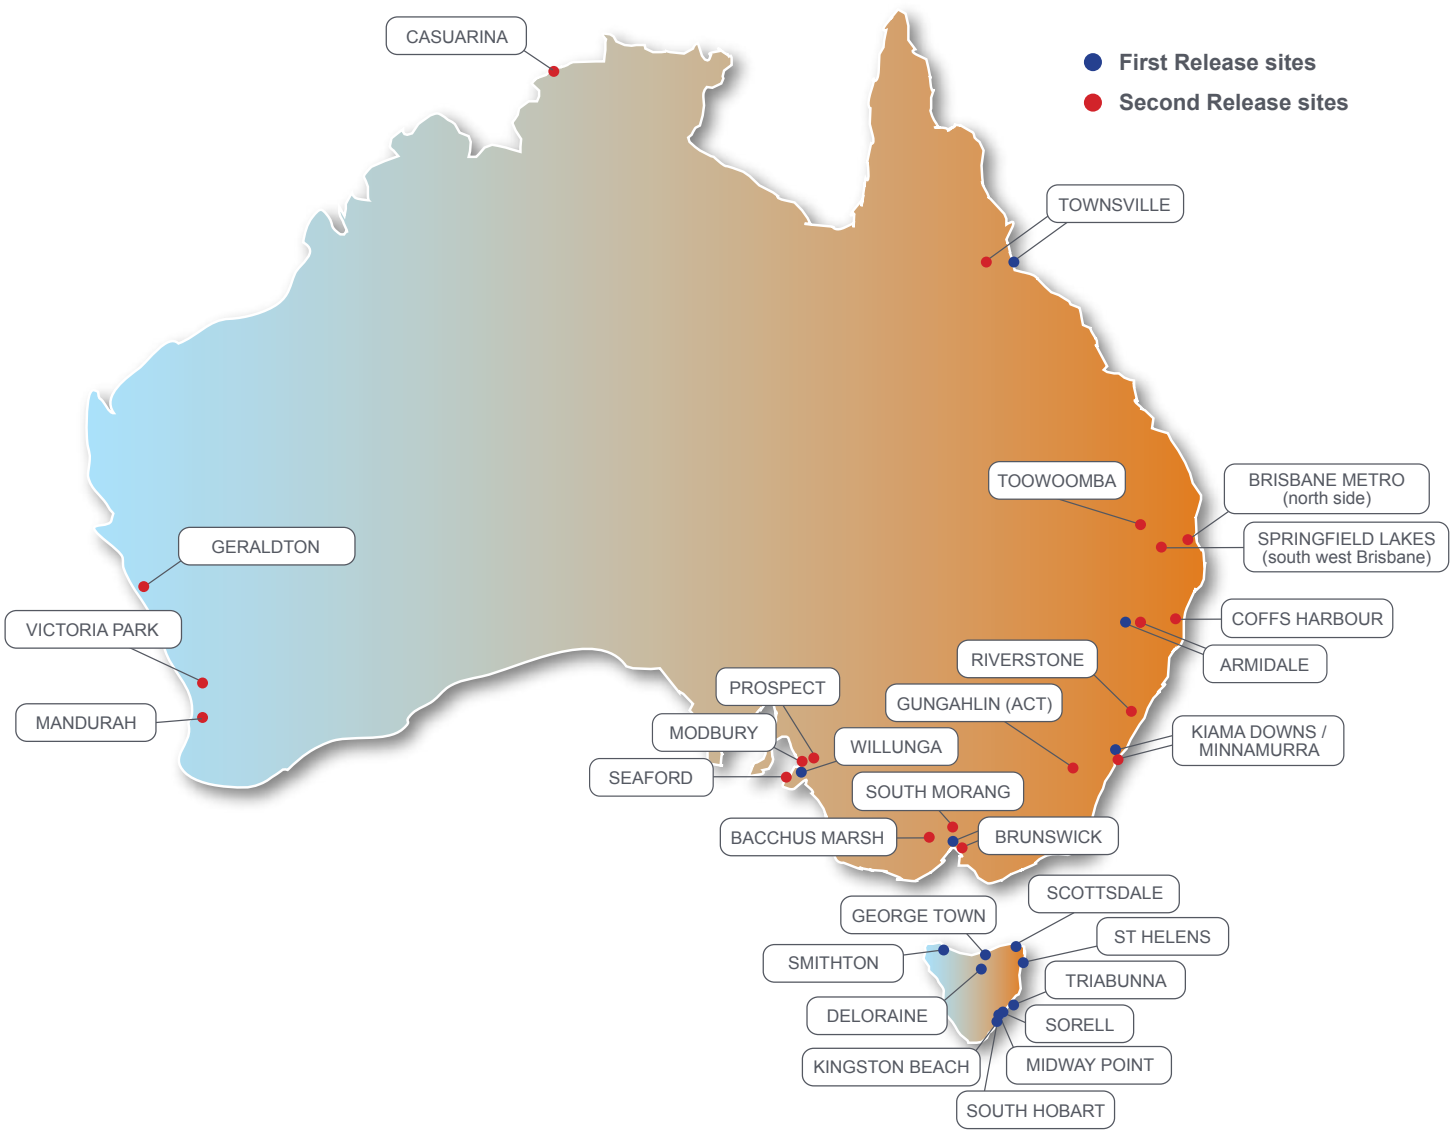 CASUARINA
First Release sites
Second Release sites
TOWNSVILLE
TOOWOOMBA
BRISBANE METRO
(north side)
SPRINGFIELD LAKES
(south west Brisbane)
GERALDTON
VICTORIA PARK
MANDURAH
COFFS HARBOUR
ARMIDALE
RIVERSTONE
PROSPECT
GUNGAHLIN (ACT)
MODBURY
WILLUNGA
KIAMA DOWNS /
MINNAMURRA
SEAFORD
SOUTH MORANG
BACCHUS MARSH
BRUNSWICK
SCOTTSDALE
GEORGE TOWN
ST HELENS
SMITHTON
TRIABUNNA
DELORAINE
SORELL
KINGSTON BEACH
MIDWAY POINT
SOUTH HOBART